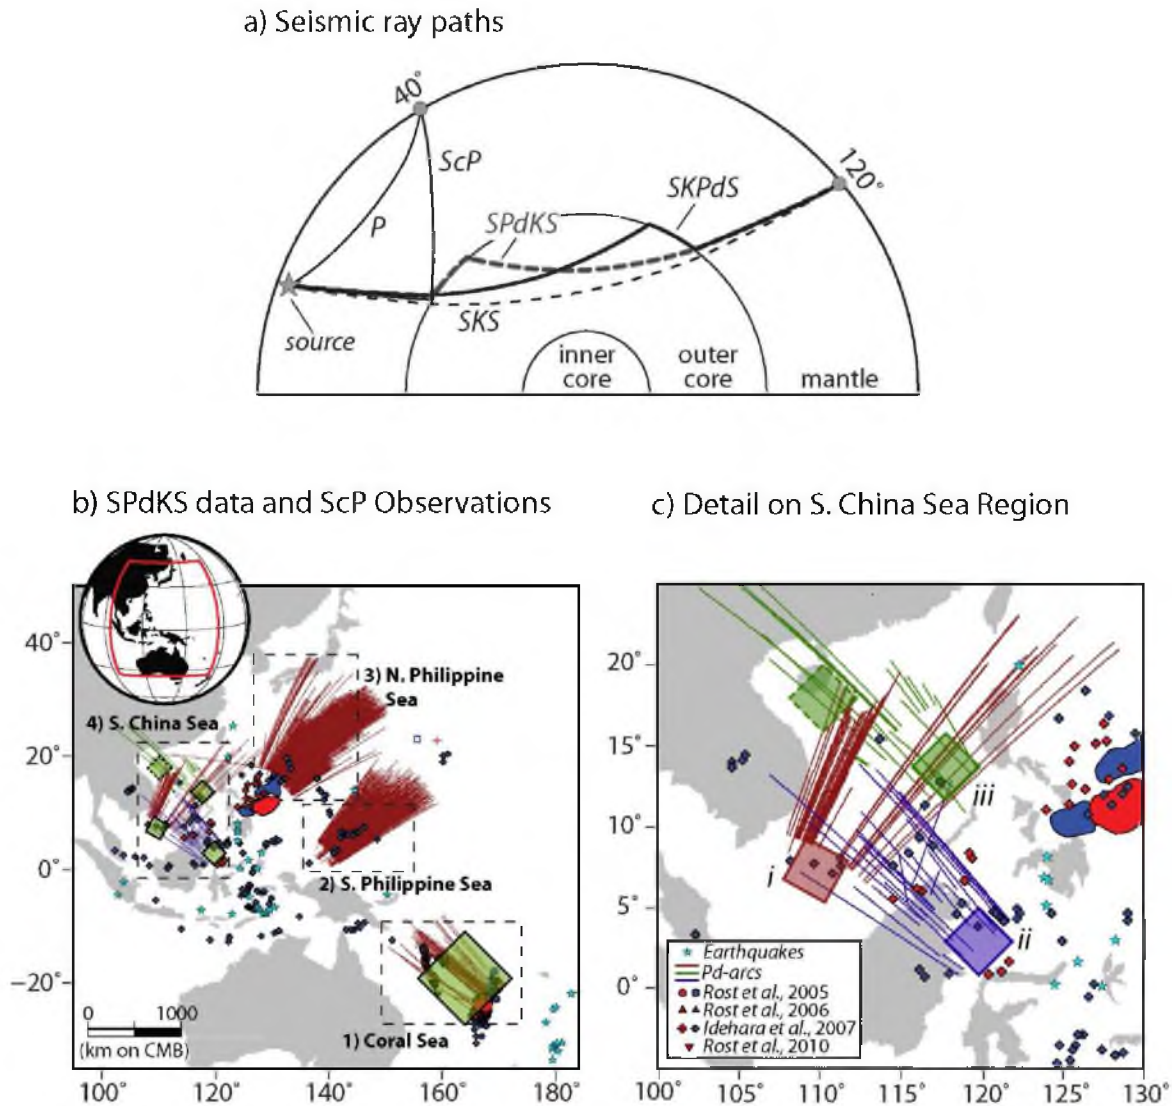 a) Seismic ray paths
40°
120°
ScP
SKPdS
P
SPdKS
SKS
source
inner
core
outer
core
mantle
b) SPdKS data and ScP Observations
c) Detail on S. China Sea Region
40°
20°
0°
−20°
3) N. Philippine
Sea
4) S. China Sea
2) S. Philippine Sea
1) Coral Sea
0 1000
(km on CMB)
100 120 140 160 180
20°
15°
10°
5°
0°
i
ii
iii
Earthquakes
Pd-arcs
Rost et al., 2005
Rost et al., 2006
Idehara et al., 2007
Rost et al., 2010
100° 105° 110° 115° 120° 125° 130°